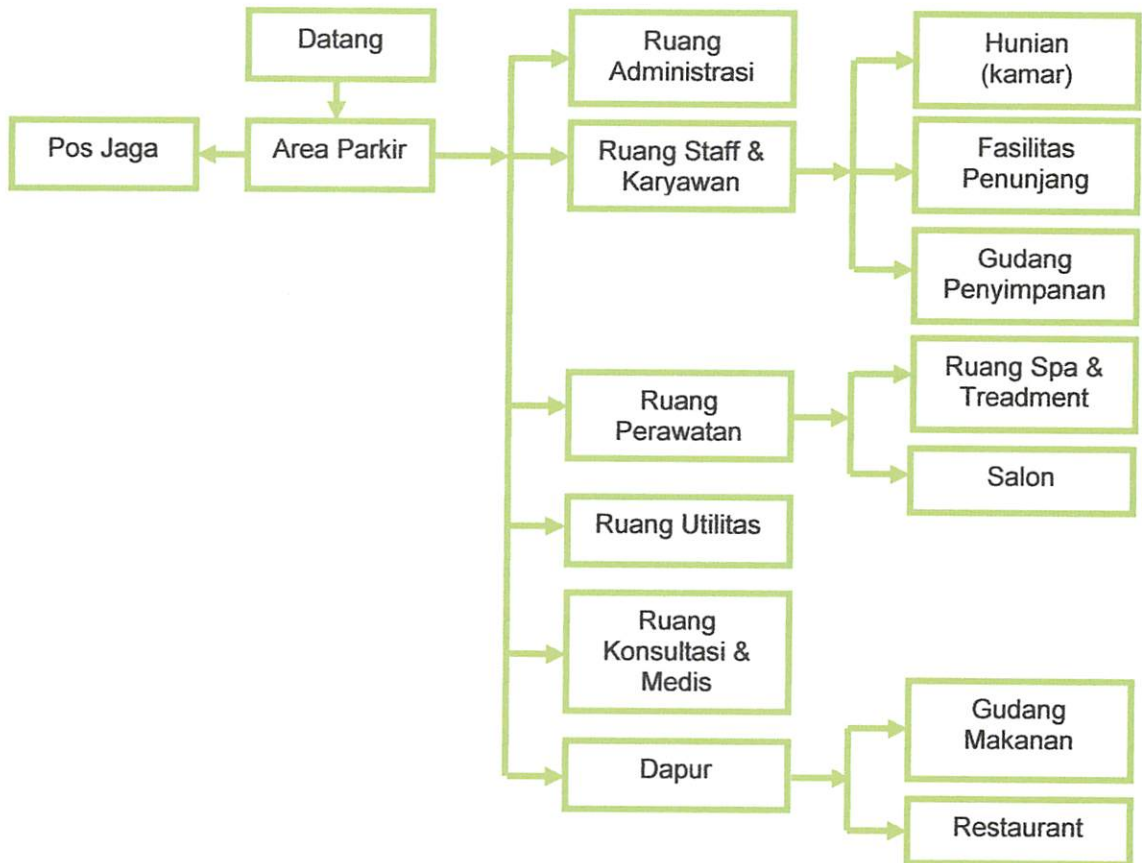 Datang
Pos Jaga
Area Parkir
Ruang
Administrasi
Ruang Staff &
Karyawan
Hunian
(kamar)
Fasilitas
Penunjang
Gudang
Penyimpanan
Ruang
Perawatan
Ruang Spa &
Treadment
Salon
Ruang Utilitas
Ruang
Konsultasi &
Medis
Dapur
Gudang
Makanan
Restaurant